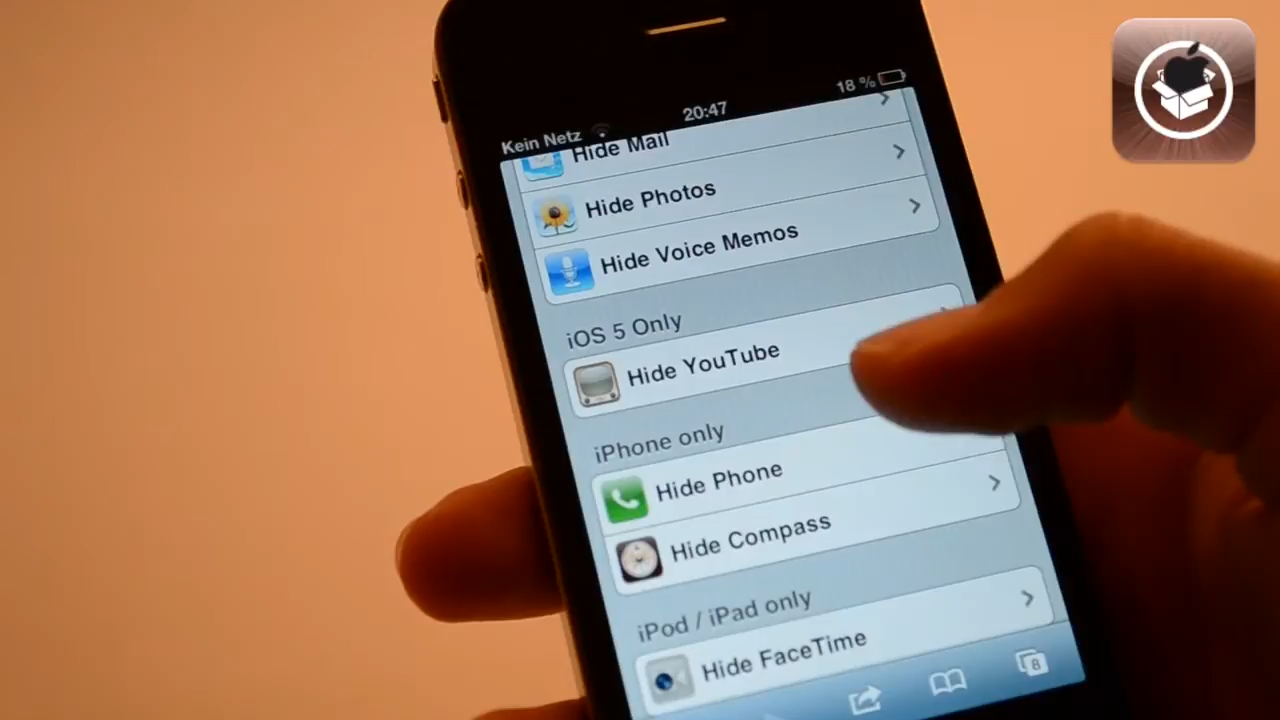 Kein Netz 20:47 18 %
Hide Mail
Hide Photos
Hide Voice Memos
iOS 5 Only
Hide YouTube
iPhone only
Hide Phone
Hide Compass
iPod / iPad only
Hide FaceTime
8